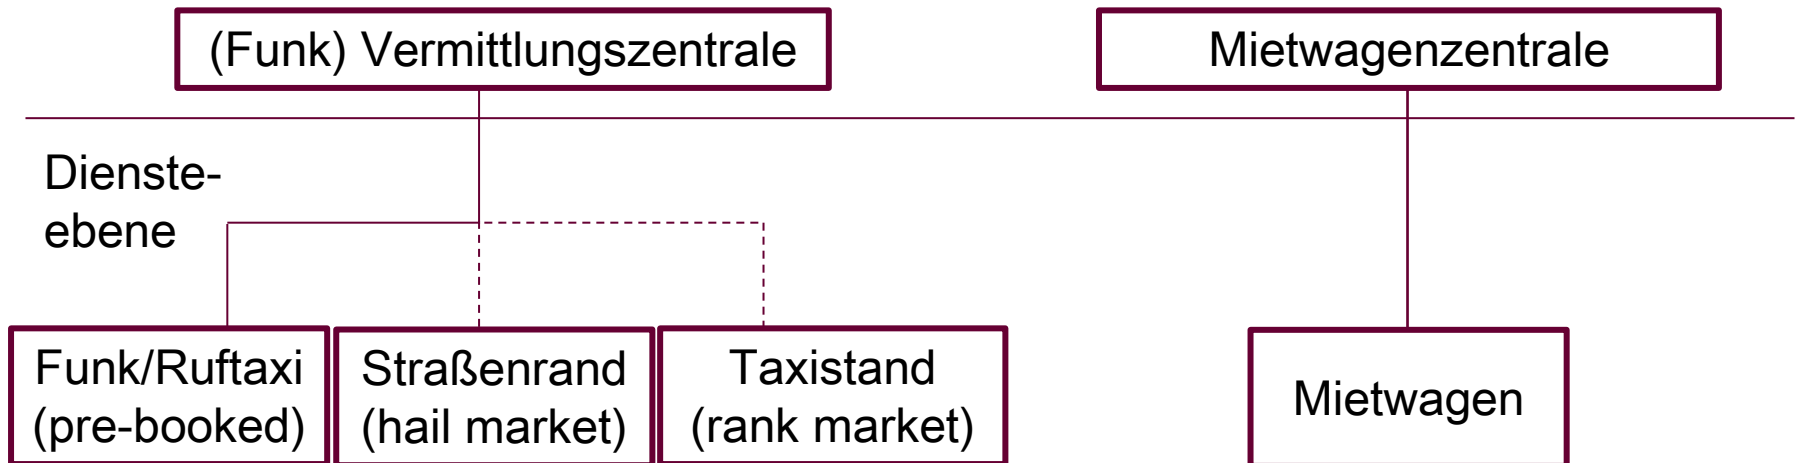 (Funk) Vermittlungszentrale
Mietwagenzentrale
Dienste-
ebene
Funk/Ruftaxi
(pre-booked)
Straßenrand
(hail market)
Taxistand
(rank market)
Mietwagen